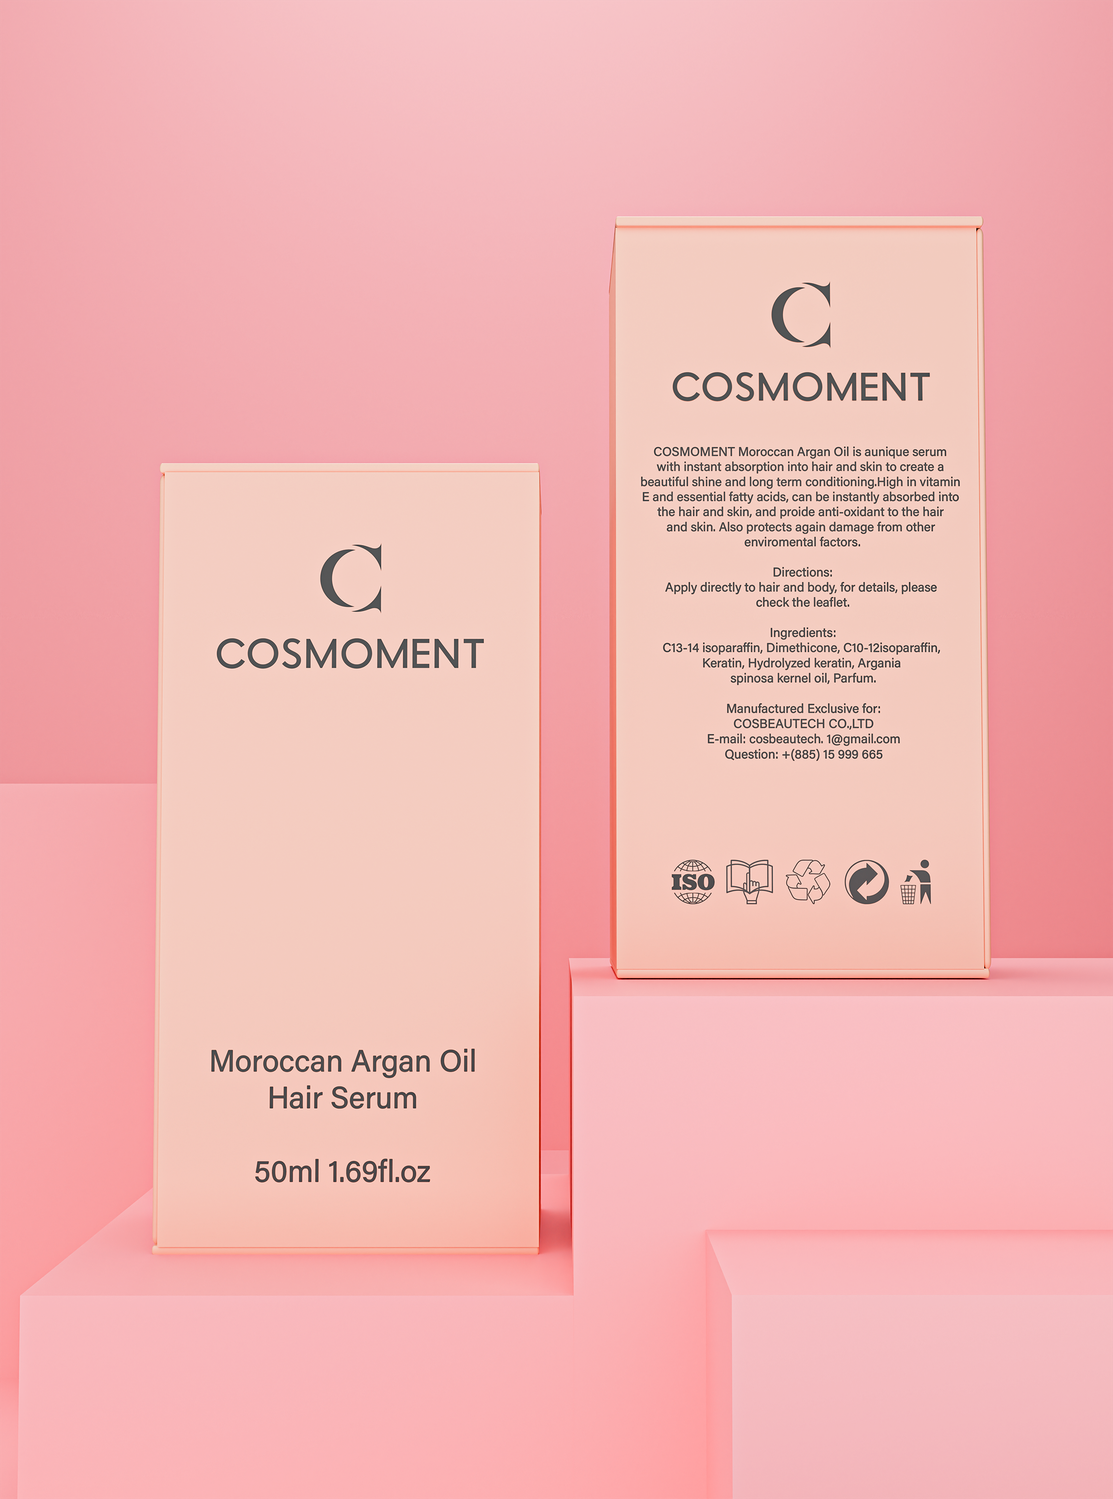 C
COSMOMENT
Moroccan Argan Oil
Hair Serum
50ml 1.69fl.oz
C
COSMOMENT
COSMOMENT Moroccan Argan Oil is aunique serum
with instant absorption into hair and skin to create a
beautiful shine and long term conditioning.High in vitamin
E and essential fatty acids, can be instantly absorbed into
the hair and skin, and proide anti-oxidant to the hair
and skin. Also protects again damage from other
enviromental factors.
Directions:
Apply directly to hair and body, for details, please
check the leaflet.
Ingredients:
C13-14 isoparaffin, Dimethicone, C10-12isoparaffin,
Keratin, Hydrolyzed keratin, Argania
spinosa kernel oil, Parfum.
Manufactured Exclusive for:
COSBEAUTECH CO.,LTD
E-mail: cosbeautech. 1@gmail.com
Question: +(885) 15 999 665
ISO